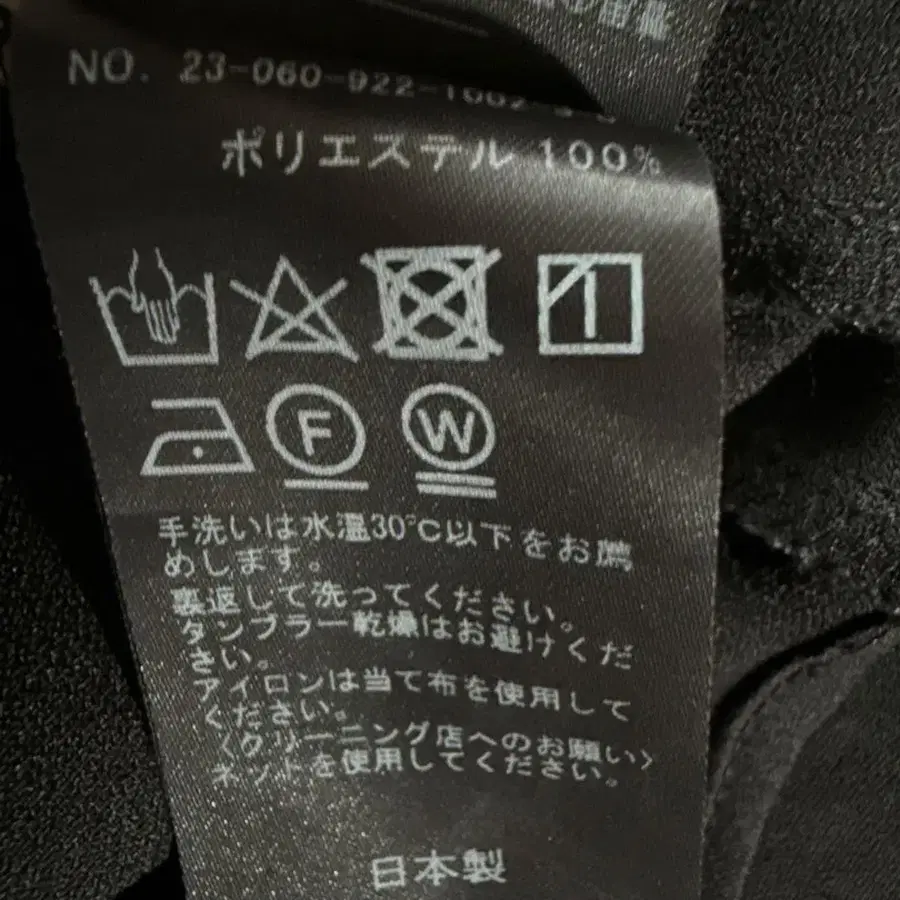 NO. 23-060-922-1002-
ポリエステル 100%
F W
手洗いは水温30℃以下をお薦
めします。
裏返して洗ってください。
タンブラー乾燥はお避けくだ
さい。
アイロンは当て布を使用して
ください。
〈クリーニング店へのお願い〉
ネットを使用してください。
日本製